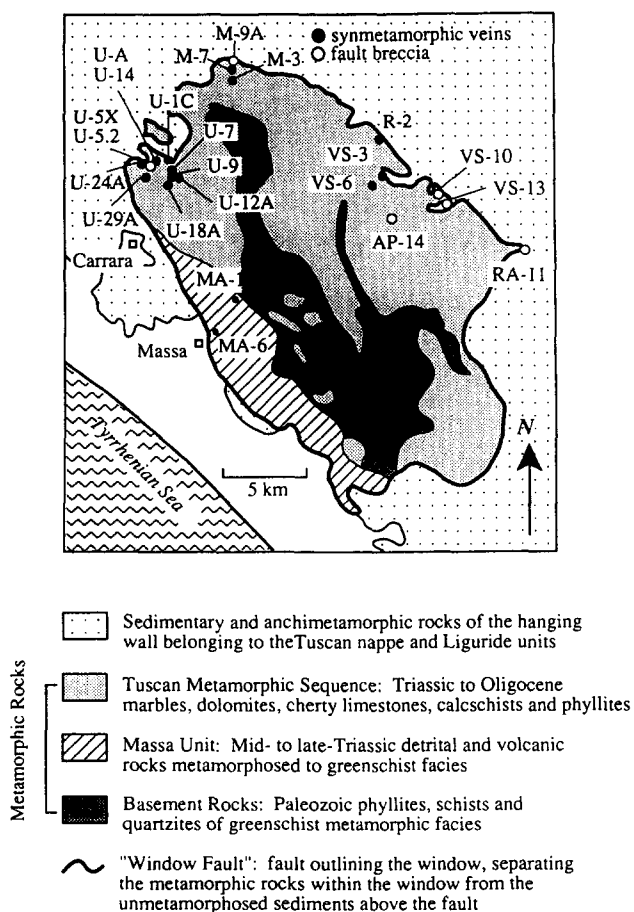 M-9A
● synmetamorphic veins
○ fault breccia
U-A
M-7
M-3
U-14
U-1C
R-2
U-5X
U-5.2
U-7
VS-3
VS-10
U-9
VS-6
VS-13
U-24A
U-12A
U-29A
U-18A
AP-14
Carrara
RA-11
MA-1
Massa
MA-6
Tyrrhenian Sea
N
5 km
Sedimentary and anchimetamorphic rocks of the hanging
wall belonging to theTuscan nappe and Liguride units
Metamorphic Rocks
Tuscan Metamorphic Sequence: Triassic to Oligocene
marbles, dolomites, cherty limestones, calcschists and phyllites
Massa Unit: Mid- to late-Triassic detrital and volcanic
rocks metamorphosed to greenschist facies
Basement Rocks: Paleozoic phyllites, schists and
quartzites of greenschist metamorphic facies
"Window Fault": fault outlining the window, separating
the metamorphic rocks within the window from the
unmetamorphosed sediments above the fault